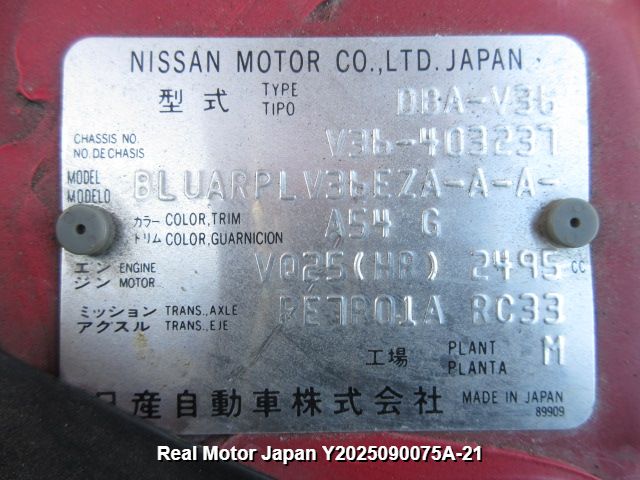 NISSAN MOTOR CO.,LTD. JAPAN
型式 TYPE TIPO DBA-V36
CHASSIS NO. NO.DE CHASIS V36-403237
MODEL MODELO BLUARPLV36EZA-A-A-
カラー COLOR,TRIM トリム COLOR,GUARNICION A54 G
エンジン ENGINE MOTOR VQ25(HR) 2495 CC
ミッション TRANS.,AXLE アクスル TRANS.,EJE RE7R01A RC33
工場 PLANT PLANTA M
日産自動車株式会社 MADE IN JAPAN
89909
Real Motor Japan Y2025090075A-21